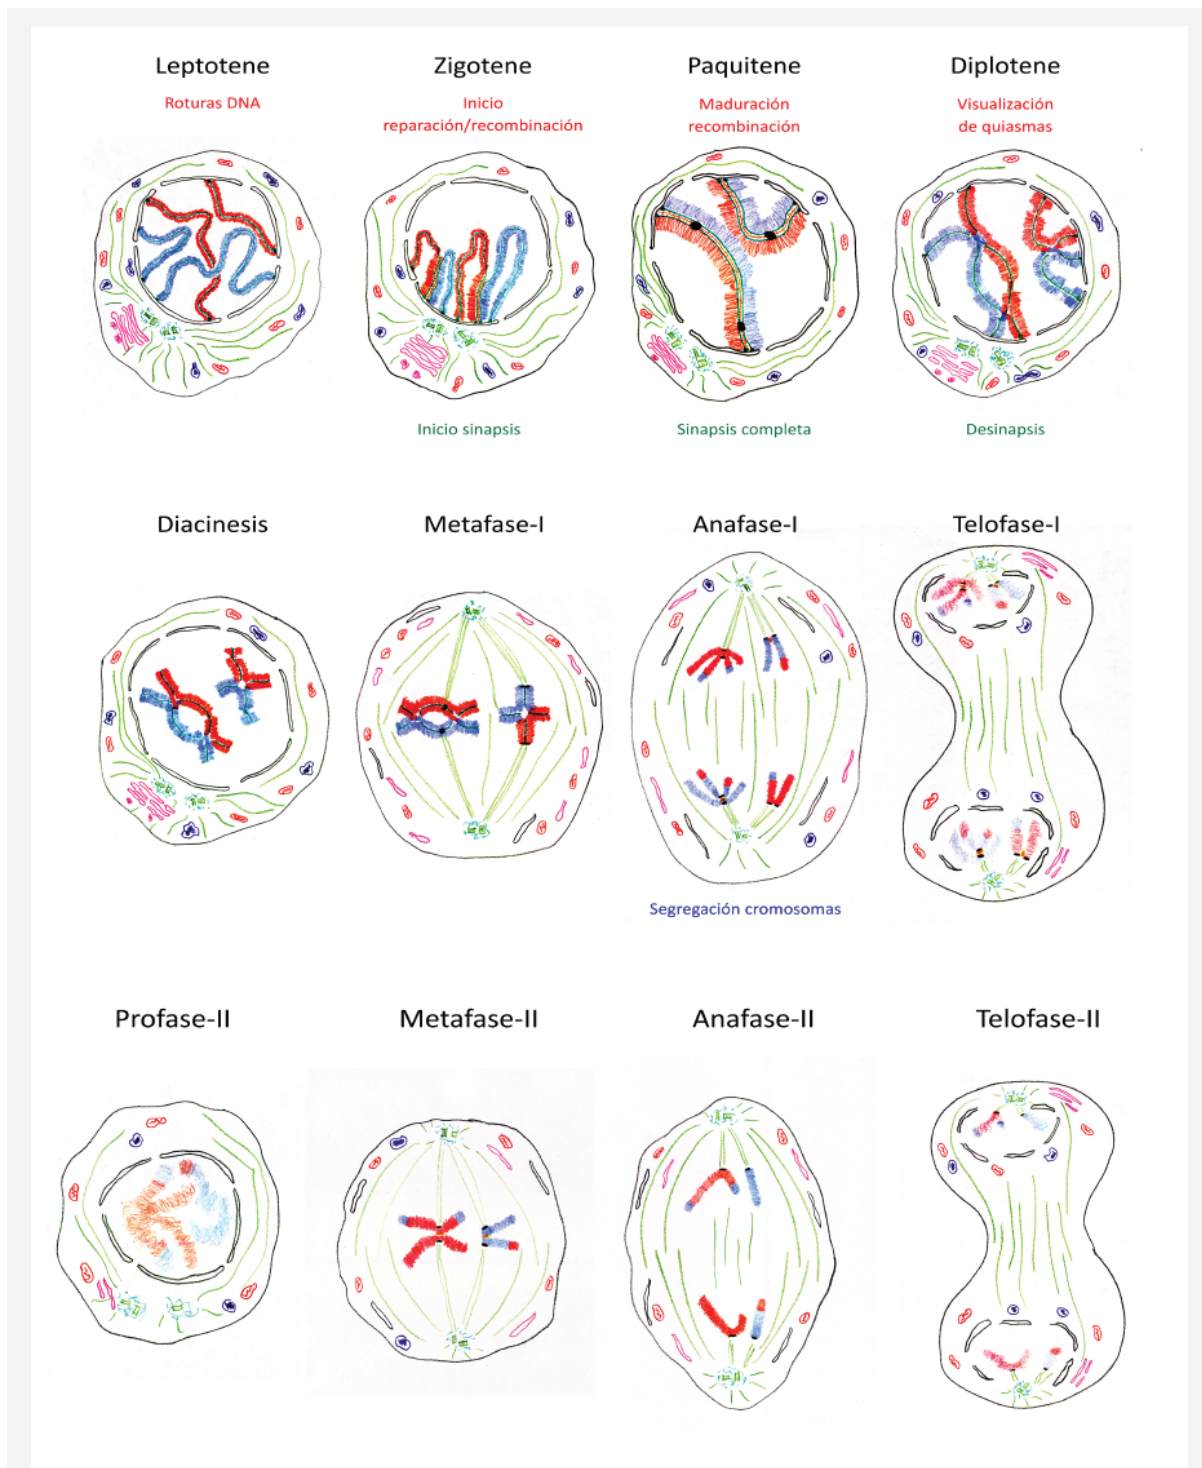 Leptotene
Zigotene
Paquitene
Diplotene
Roturas DNA
Inicio
reparación/recombinación
Maduración
recombinación
Visualización
de quiasmas
Inicio sinapsis
Sinapsis completa
Desinapsis
Diacinesis
Metafase-I
Anafase-I
Telofase-I
Segregación cromosomas
Profase-II
Metafase-II
Anafase-II
Telofase-II